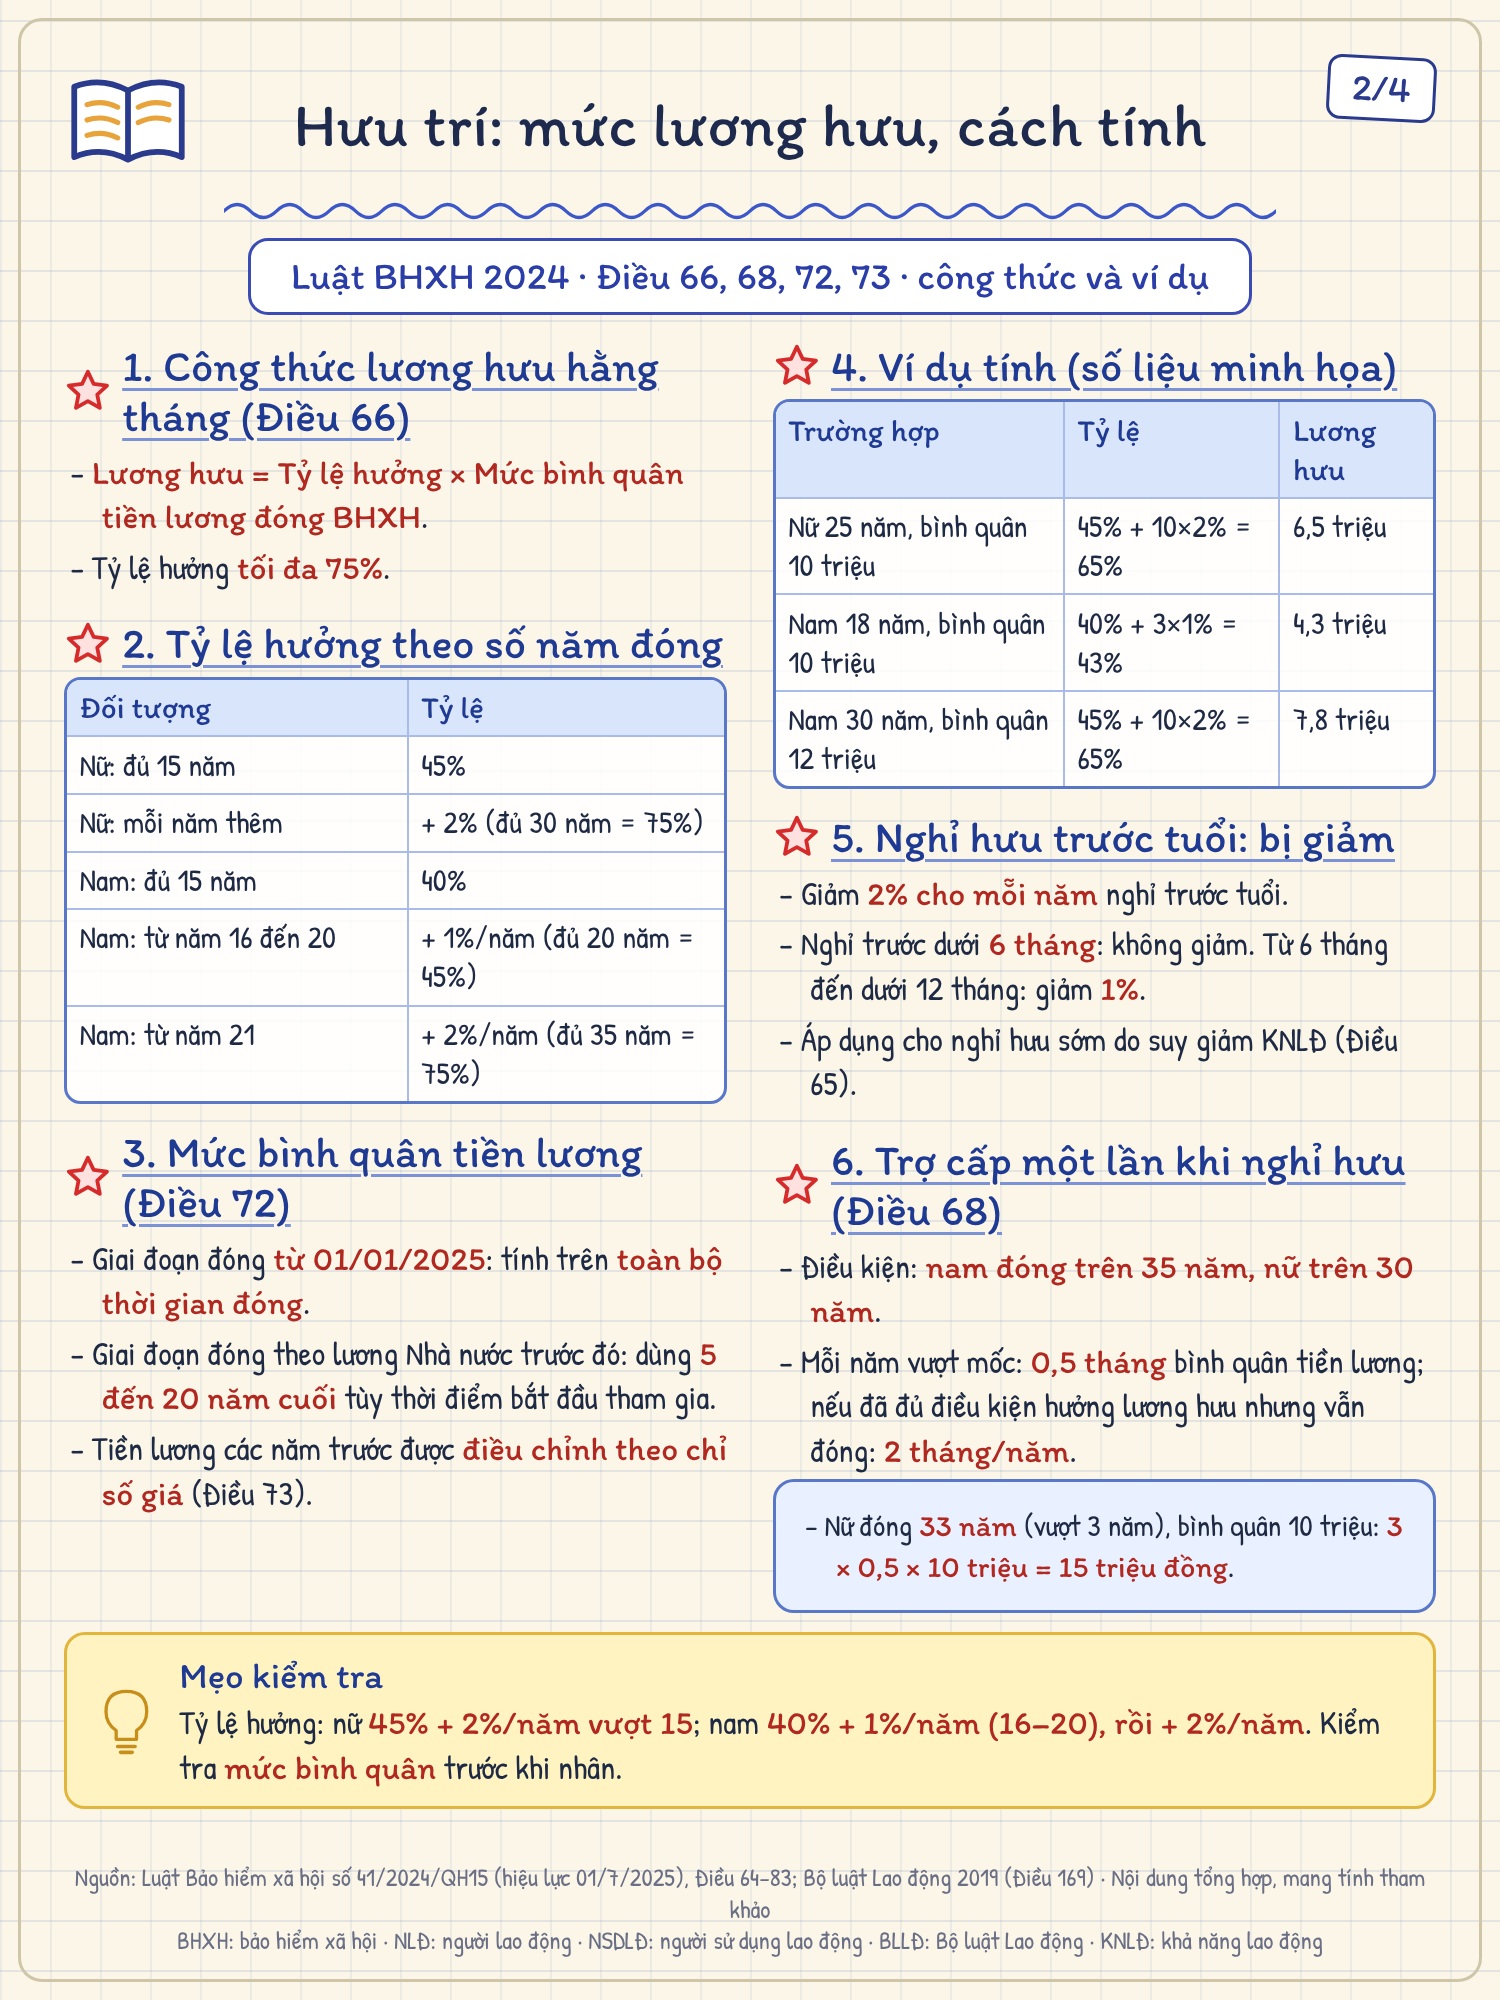 2/4
Hưu trí: mức lương hưu, cách tính
Luật BHXH 2024 · Điều 66, 68, 72, 73 · công thức và ví dụ
1. Công thức lương hưu hằng
tháng (Điều 66)
– Lương hưu = Tỷ lệ hưởng × Mức bình quân
tiền lương đóng BHXH.
– Tỷ lệ hưởng tối đa 75%.
2. Tỷ lệ hưởng theo số năm đóng
Đối tượng Tỷ lệ
Nữ: đủ 15 năm 45%
Nữ: mỗi năm thêm + 2% (đủ 30 năm = 75%)
Nam: đủ 15 năm 40%
Nam: từ năm 16 đến 20 + 1%/năm (đủ 20 năm =
45%)
Nam: từ năm 21 + 2%/năm (đủ 35 năm =
75%)
3. Mức bình quân tiền lương
(Điều 72)
– Giai đoạn đóng từ 01/01/2025: tính trên toàn bộ
thời gian đóng.
– Giai đoạn đóng theo lương Nhà nước trước đó: dùng 5
đến 20 năm cuối tùy thời điểm bắt đầu tham gia.
– Tiền lương các năm trước được điều chỉnh theo chỉ
số giá (Điều 73).
4. Ví dụ tính (số liệu minh họa)
Trường hợp Tỷ lệ Lương
hưu
Nữ 25 năm, bình quân 45% + 10×2% = 6,5 triệu
10 triệu 65%
Nam 18 năm, bình quân 40% + 3×1% = 4,3 triệu
10 triệu 43%
Nam 30 năm, bình quân 45% + 10×2% = 7,8 triệu
12 triệu 65%
5. Nghỉ hưu trước tuổi: bị giảm
– Giảm 2% cho mỗi năm nghỉ trước tuổi.
– Nghỉ trước dưới 6 tháng: không giảm. Từ 6 tháng
đến dưới 12 tháng: giảm 1%.
– Áp dụng cho nghỉ hưu sớm do suy giảm KNLĐ (Điều
65).
6. Trợ cấp một lần khi nghỉ hưu
(Điều 68)
– Điều kiện: nam đóng trên 35 năm, nữ trên 30
năm.
– Mỗi năm vượt mốc: 0,5 tháng bình quân tiền lương;
nếu đã đủ điều kiện hưởng lương hưu nhưng vẫn
đóng: 2 tháng/năm.
– Nữ đóng 33 năm (vượt 3 năm), bình quân 10 triệu: 3
× 0,5 × 10 triệu = 15 triệu đồng.
Mẹo kiểm tra
Tỷ lệ hưởng: nữ 45% + 2%/năm vượt 15; nam 40% + 1%/năm (16–20), rồi + 2%/năm. Kiểm
tra mức bình quân trước khi nhân.
Nguồn: Luật Bảo hiểm xã hội số 41/2024/QH15 (hiệu lực 01/7/2025), Điều 64–83; Bộ luật Lao động 2019 (Điều 169) · Nội dung tổng hợp, mang tính tham
khảo
BHXH: bảo hiểm xã hội · NLĐ: người lao động · NSDLĐ: người sử dụng lao động · BLLĐ: Bộ luật Lao động · KNLĐ: khả năng lao động